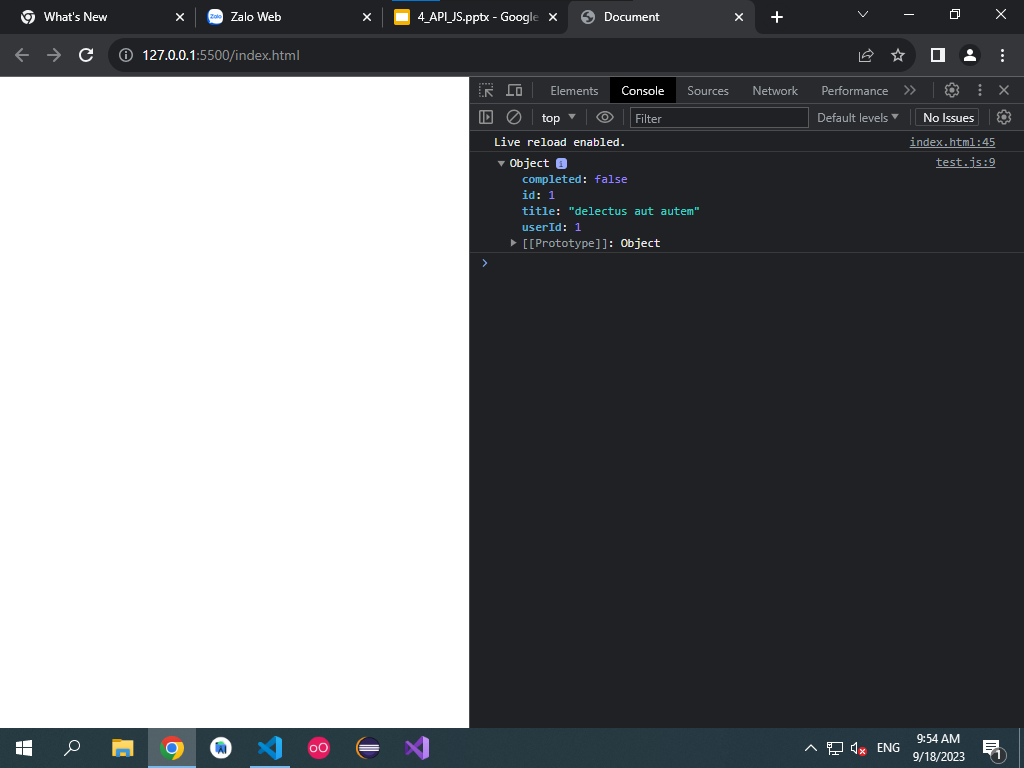 What's New
Zalo Web
4_API_JS.pptx - Google
Document
127.0.0.1:5500/index.html
Elements Console Sources Network Performance
top Filter Default levels No Issues
Live reload enabled. index.html:45
Object i test.js:9
completed: false
id: 1
title: "delectus aut autem"
userId: 1
[[Prototype]]: Object
ENG
9:54 AM
9/18/2023
1